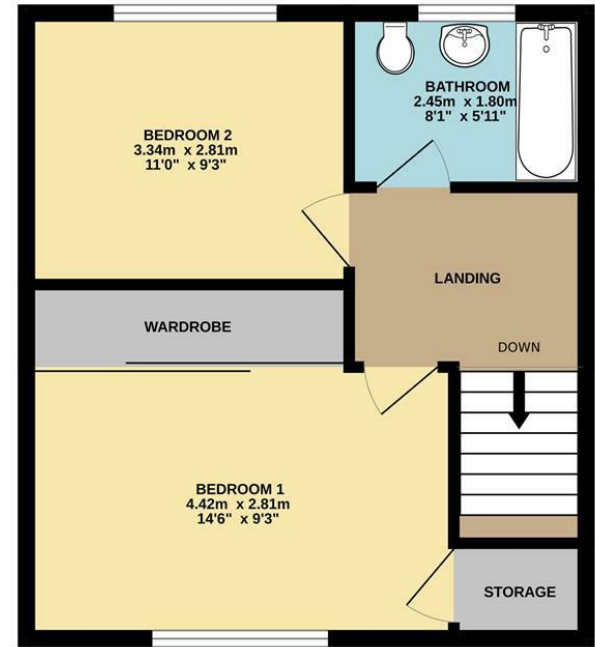 BATHROOM
2.45m x 1.80m
8'1" x 5'11"
BEDROOM 2
3.34m x 2.81m
11'0" x 9'3"
LANDING
WARDROBE
DOWN
BEDROOM 1
4.42m x 2.81m
14'6" x 9'3"
STORAGE